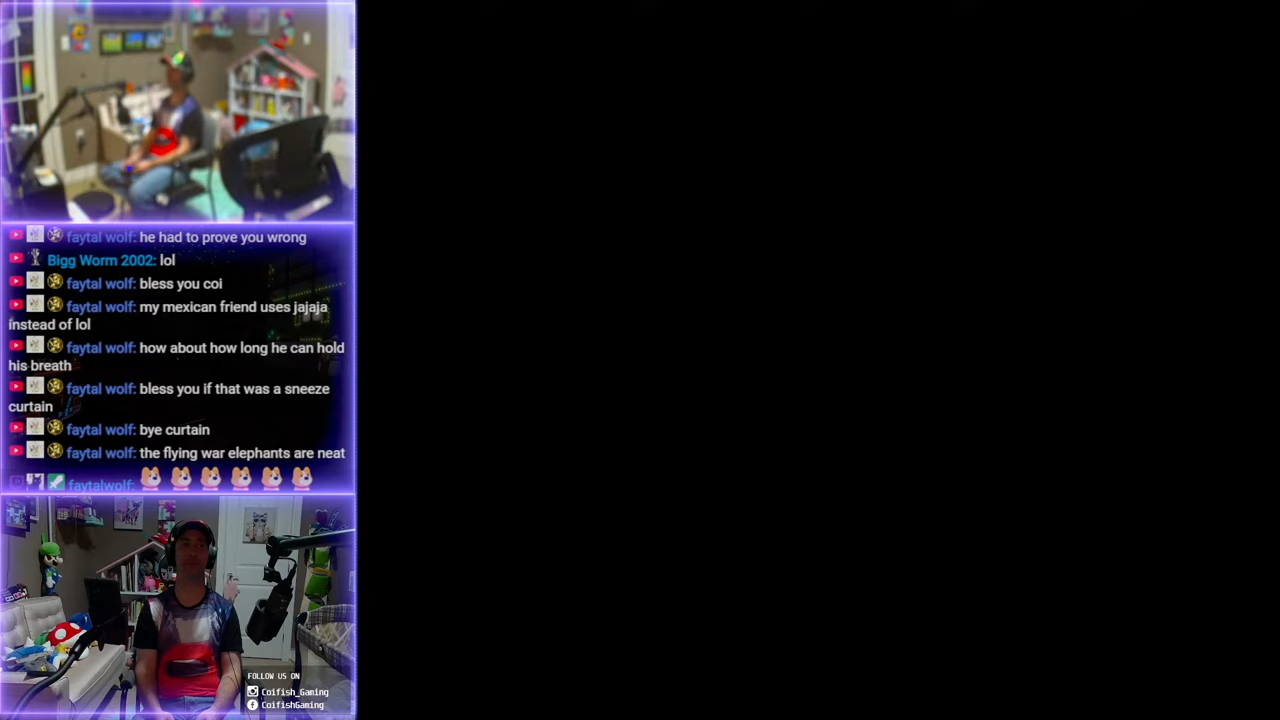 faytal wolf: he had to prove you wrong
Bigg Worm 2002: lol
faytal wolf: bless you coi
faytal wolf: my mexican friend uses jajaja
instead of lol
faytal wolf: how about how long he can hold
his breath
faytal wolf: bless you if that was a sneeze
curtain
faytal wolf: bye curtain
faytal wolf: the flying war elephants are neat
faytalwolf:
FOLLOW US ON
Coifish_Gaming
CoifishGaming